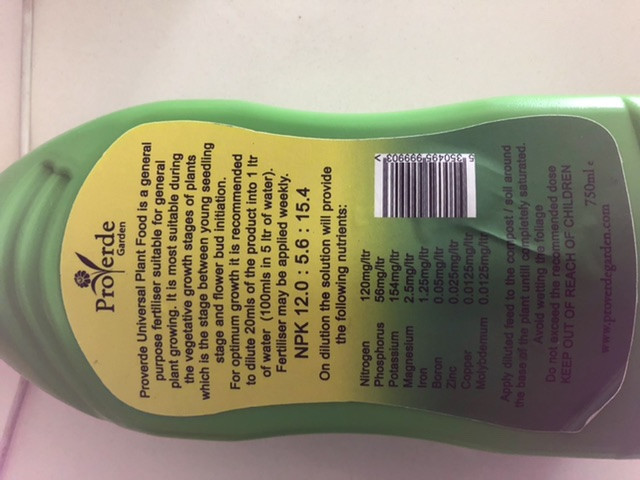 ProVerde
Garden
Proverde Universal Plant Food is a general
purpose fertiliser suitable for general
plant growing. It is most suitable during
the vegetative growth stages of plants
which is the stage between young seedling
stage and flower bud initiation.
For optimum growth it is recommended
to dilute 20mls of the product into 1 ltr
of water (100mls in 5 ltr of water).
Fertiliser may be applied weekly.
NPK 12.0 : 5.6 : 15.4
On dilution the solution will provide
the following nutrients:
Nitrogen 120mg/ltr
Phosphorus 56mg/ltr
Potassium 154mg/ltr
Magnesium 2.5mg/ltr
Iron 1.25mg/ltr
Boron 0.05mg/ltr
Zinc 0.025mg/ltr
Copper 0.0125mg/ltr
Molybdemum 0.0125mg/ltr
5 350495 999903 >
Apply diluted feed to the compost / soil around
the base of the plant until completely saturated.
Avoid wetting the foliage
Do not exceed the recommended dose
KEEP OUT OF REACH OF CHILDREN
750ml e
www.proverdegarden.com